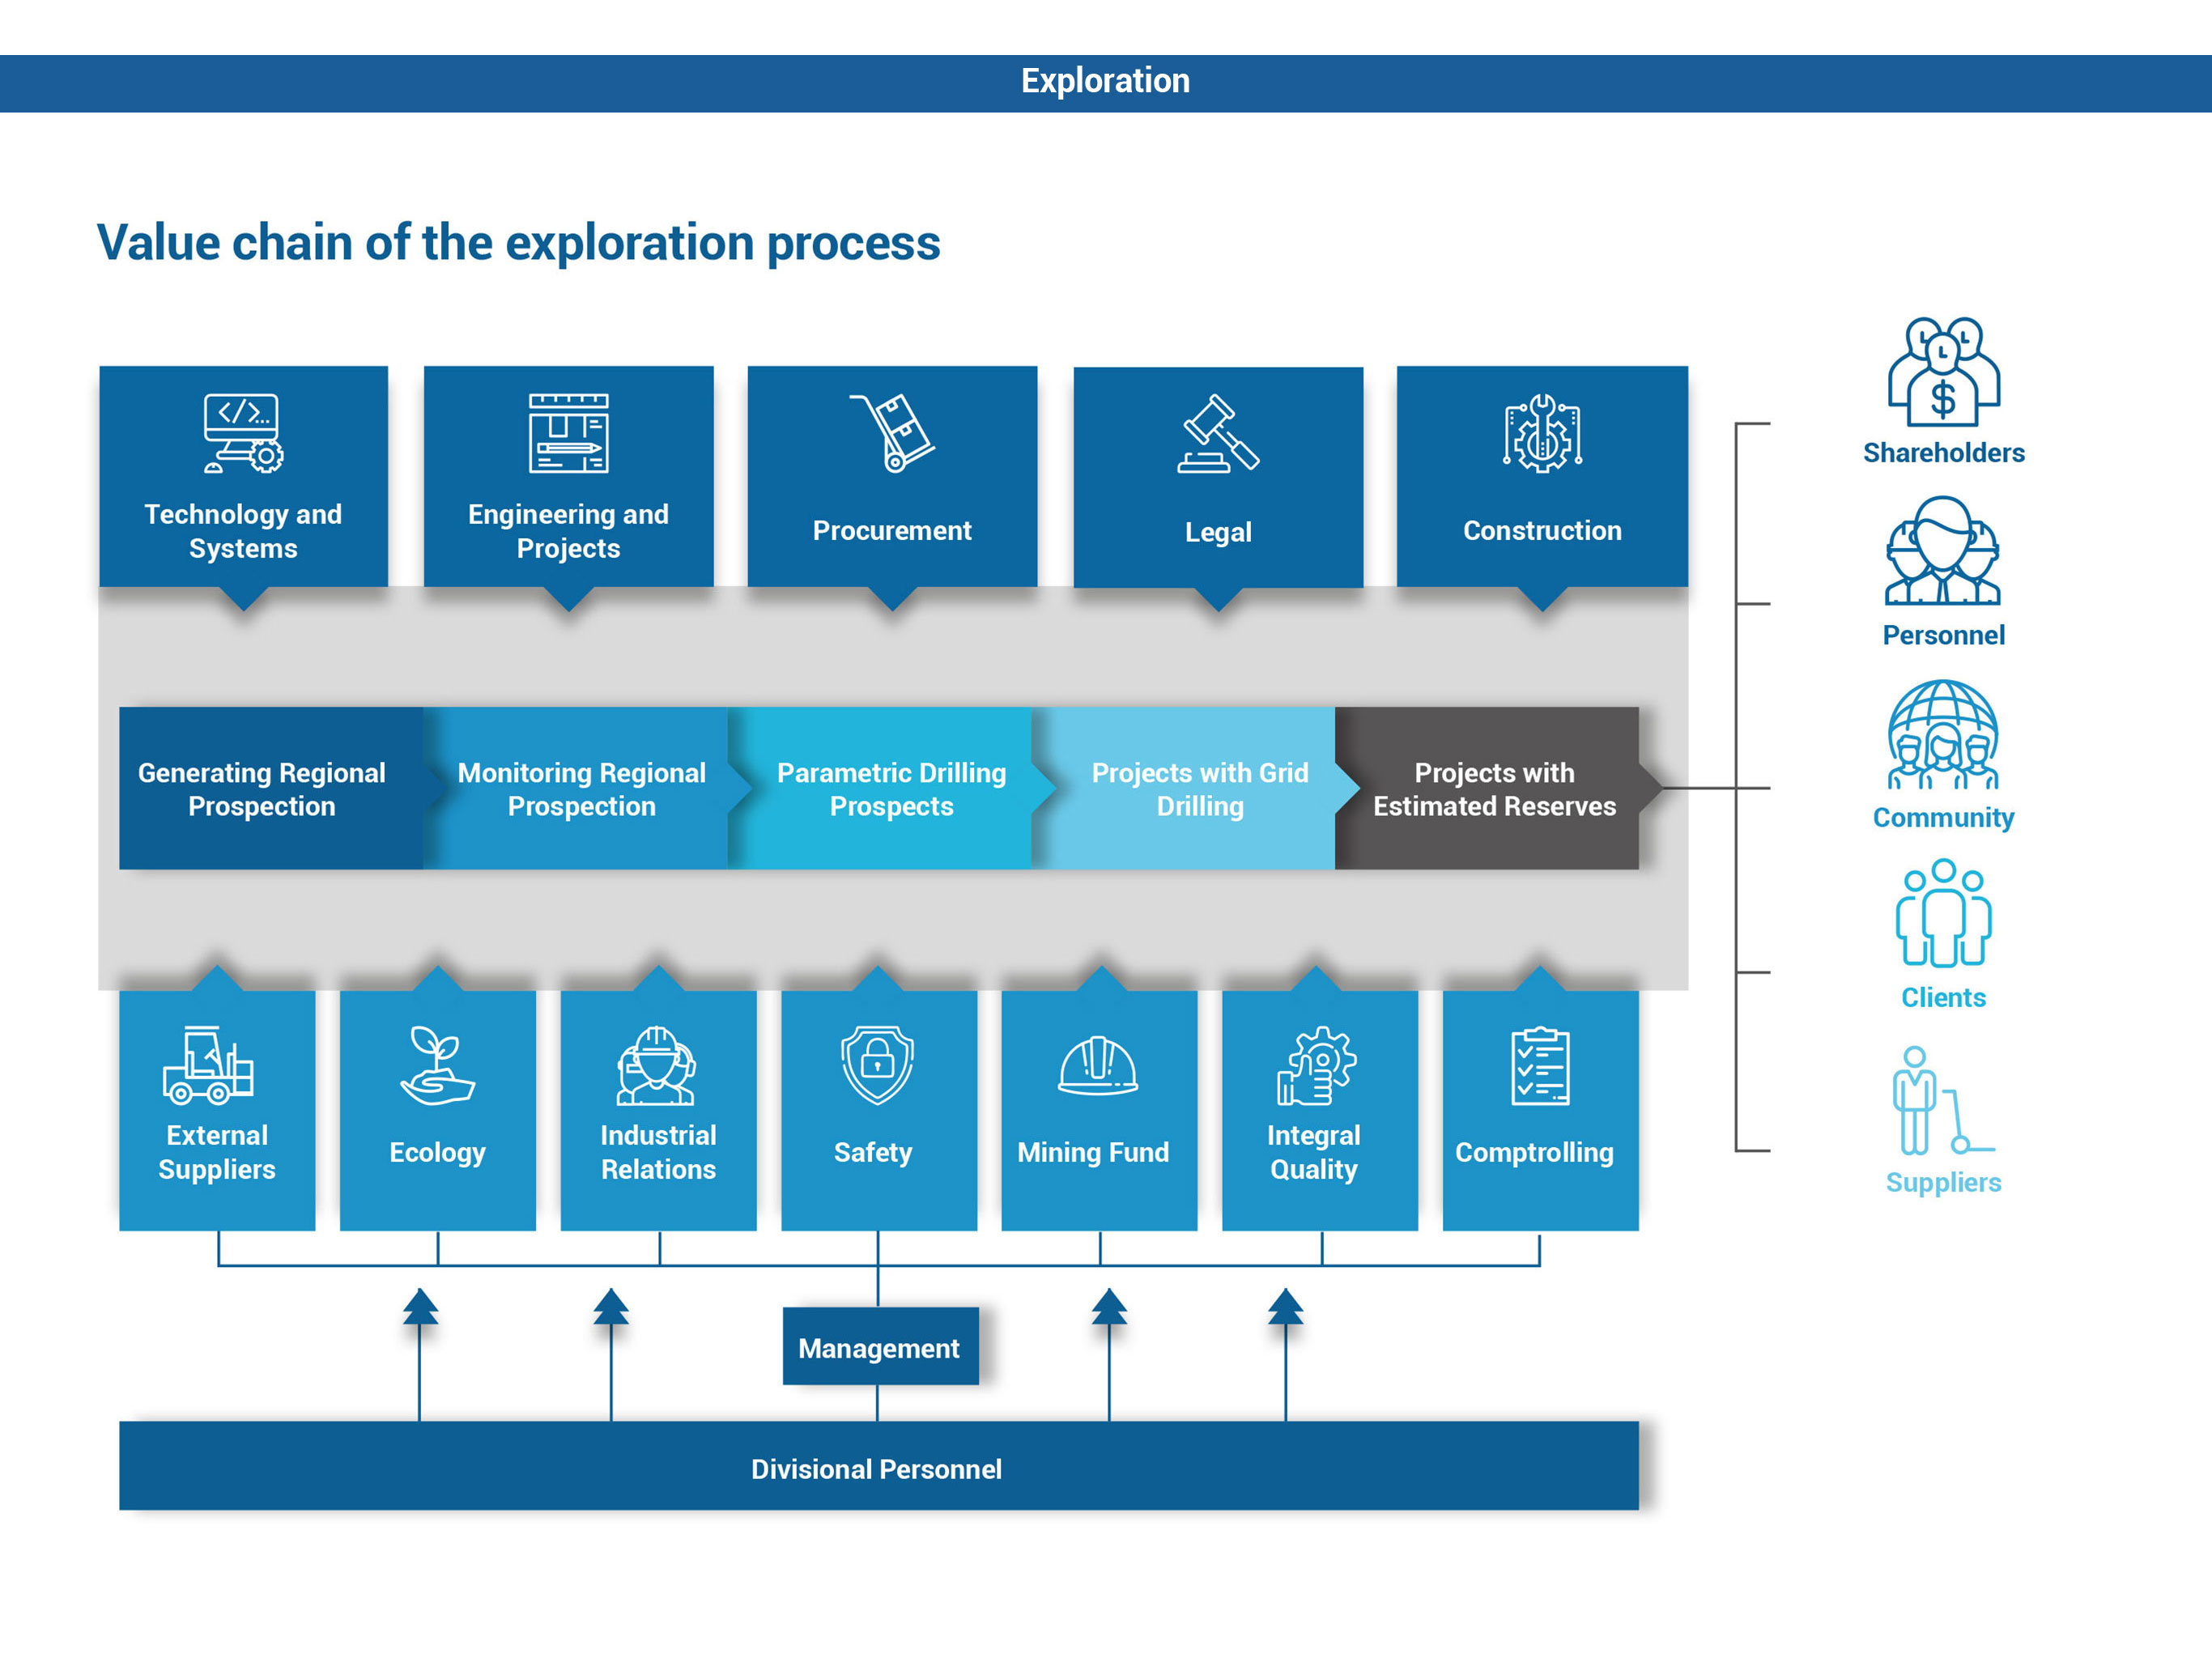 Exploration
Value chain of the exploration process
Technology and
Systems
Engineering and
Projects
Procurement
Legal
Construction
Generating Regional
Prospection
Monitoring Regional
Prospection
Parametric Drilling
Prospects
Projects with Grid
Drilling
Projects with
Estimated Reserves
External
Suppliers
Ecology
Industrial
Relations
Safety
Mining Fund
Integral
Quality
Comptrolling
Management
Divisional Personnel
$
Shareholders
Personnel
Community
Clients
Suppliers